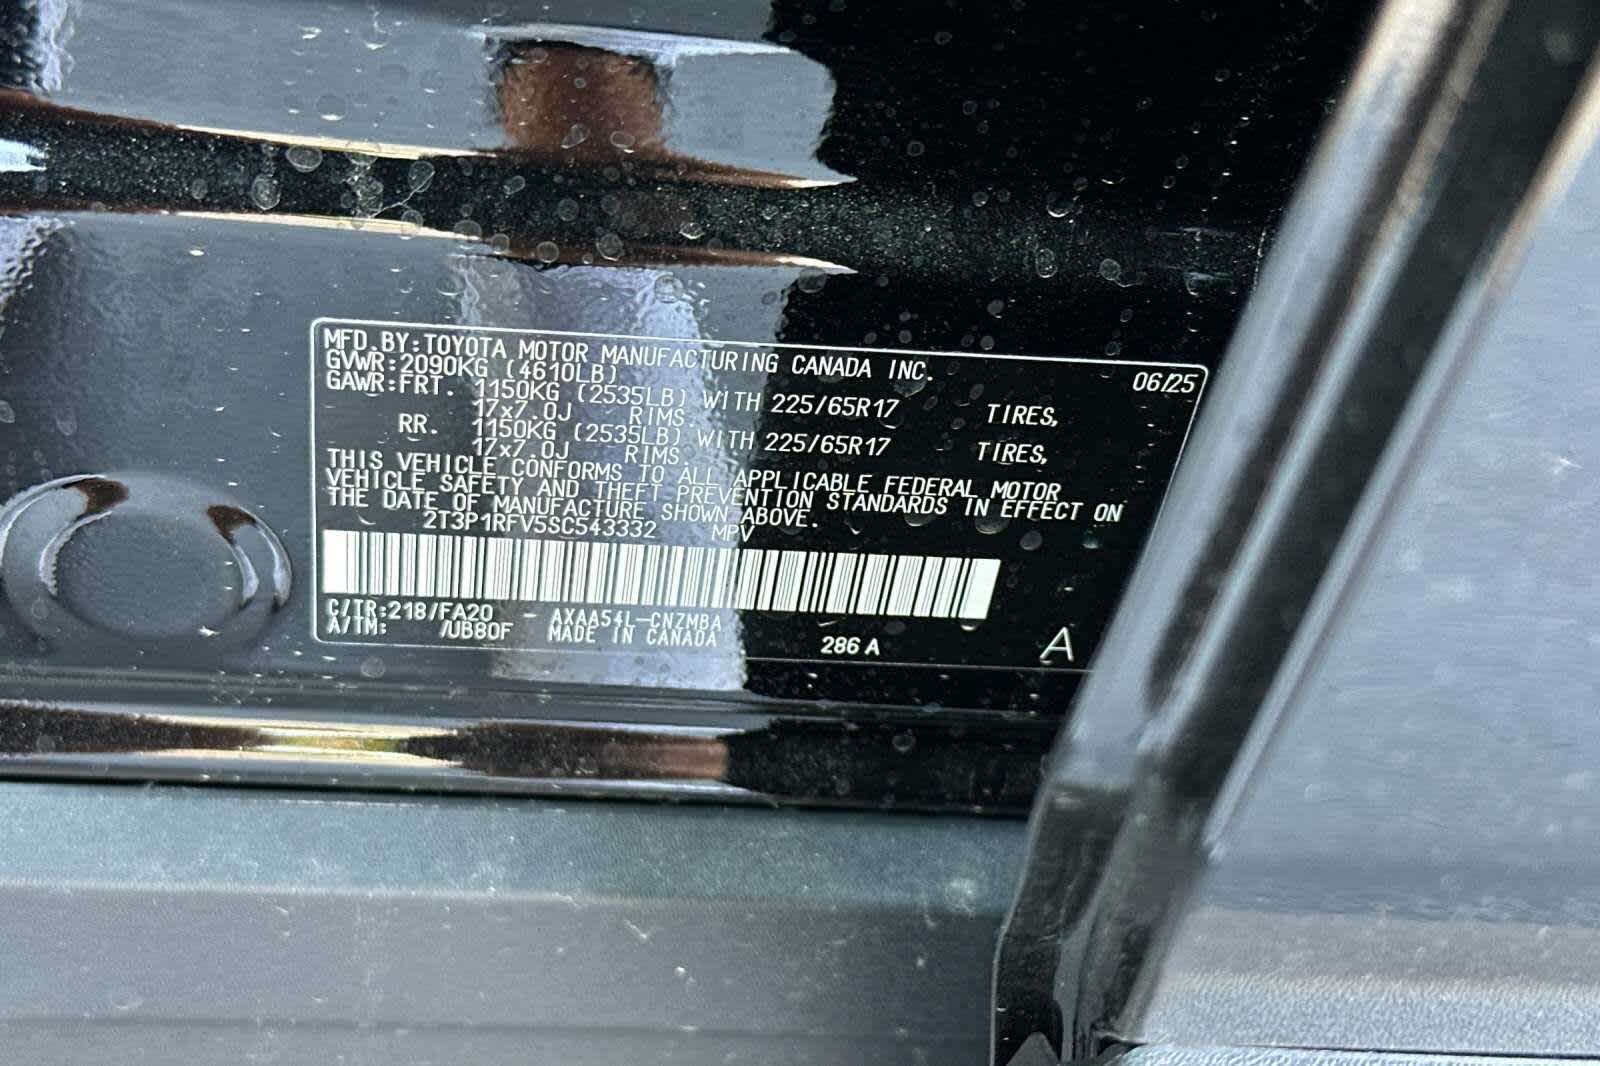 MFD.BY:TOYOTA MOTOR MANUFACTURING CANADA INC. 06/25
GVWR:2090KG (4610LB)
GAWR:FRT. 1150KG (2535LB) WITH 225/65R17 TIRES,
17x7.0J RIMS.
RR. 1150KG (2535LB) WITH 225/65R17 TIRES,
17x7.0J RIMS.
THIS VEHICLE CONFORMS TO ALL APPLICABLE FEDERAL MOTOR
VEHICLE SAFETY AND THEFT PREVENTION STANDARDS IN EFFECT ON
THE DATE OF MANUFACTURE SHOWN ABOVE.
2T3P1RFV5SC543332 MPV
C/TR:218/FA20 - AXAA54L-CNZMBA
A/TM: /UB80F MADE IN CANADA
286 A A